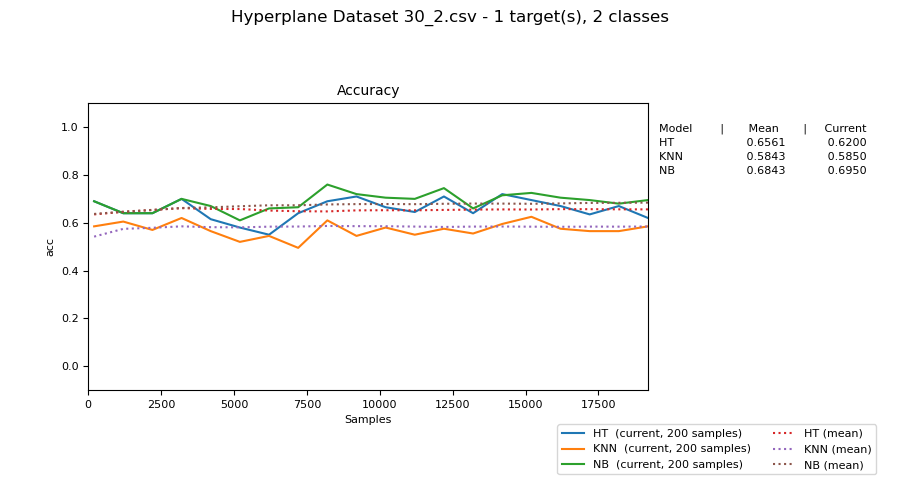 Hyperplane Dataset 30_2.csv - 1 target(s), 2 classes
Accuracy
1.0
0.8
0.6
0.4
0.2
0.0
acc
0 2500 5000 7500 10000 12500 15000 17500
Samples
Model | Mean | Current
HT 0.6561 0.6200
KNN 0.5843 0.5850
NB 0.6843 0.6950
HT (current, 200 samples) HT (mean)
KNN (current, 200 samples) KNN (mean)
NB (current, 200 samples) NB (mean)